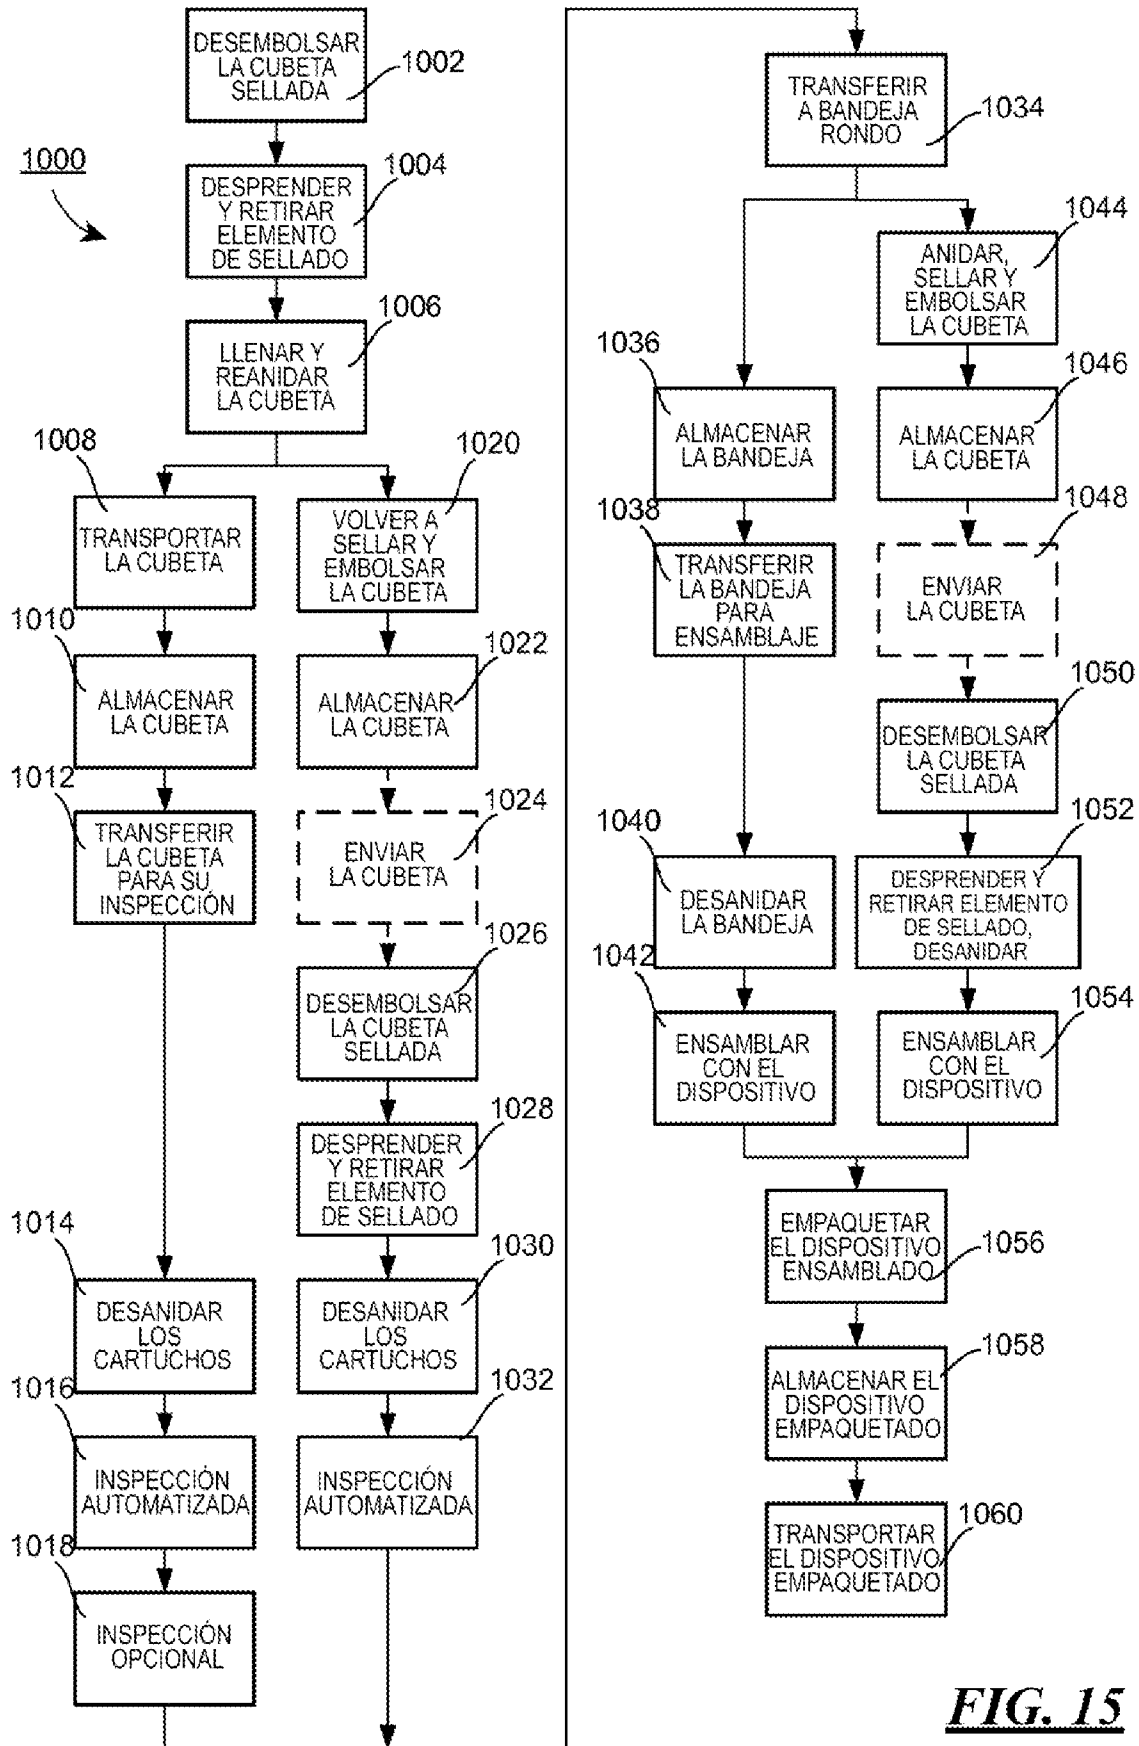 1000
DESEMBOLSAR
LA CUBETA
SELLADA
1002
DESPRENDER
Y RETIRAR
ELEMENTO
DE SELLADO
1004
LLENAR Y
REANIDAR
LA CUBETA
1006
TRANSPORTAR
LA CUBETA
1008
ALMACENAR
LA CUBETA
1010
TRANSFERIR
LA CUBETA
PARA SU
INSPECCIÓN
1012
DESANIDAR
LOS
CARTUCHOS
1014
INSPECCIÓN
AUTOMATIZADA
1016
INSPECCIÓN
OPCIONAL
1018
VOLVER A
SELLAR Y
EMBOLSAR
LA CUBETA
1020
ALMACENAR
LA CUBETA
1022
ENVIAR
LA CUBETA
1024
DESEMBOLSAR
LA CUBETA
SELLADA
1026
DESPRENDER
Y RETIRAR
ELEMENTO
DE SELLADO
1028
DESANIDAR
LOS
CARTUCHOS
1030
INSPECCIÓN
AUTOMATIZADA
1032
TRANSFERIR
A BANDEJA
RONDO
1034
ALMACENAR
LA BANDEJA
1036
TRANSFERIR
LA BANDEJA
PARA
ENSAMBLAJE
1038
DESANIDAR
LA BANDEJA
1040
ENSAMBLAR
CON EL
DISPOSITIVO
1042
ANIDAR,
SELLAR Y
EMBOLSAR
LA CUBETA
1044
ALMACENAR
LA CUBETA
1046
ENVIAR
LA CUBETA
1048
DESEMBOLSAR
LA CUBETA
SELLADA
1050
DESPRENDER Y
RETIRAR ELEMENTO
DE SELLADO,
DESANIDAR
1052
ENSAMBLAR
CON EL
DISPOSITIVO
1054
EMPAQUETAR
EL DISPOSITIVO
ENSAMBLADO
1056
ALMACENAR EL
DISPOSITIVO
EMPAQUETADO
1058
TRANSPORTAR
EL DISPOSITIVO
EMPAQUETADO
1060
FIG. 15